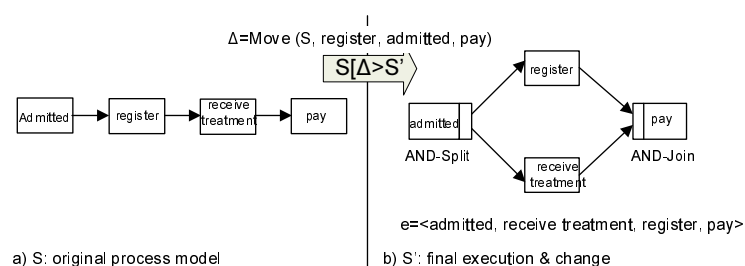 Δ=Move (S, register, admitted, pay)
S[Δ>S'
Admitted
register
receive
treatment
pay
register
admitted
AND-Split
pay
AND-Join
receive
treatment
e=<admitted, receive treatment, register, pay>
a) S: original process model
b) S': final execution & change